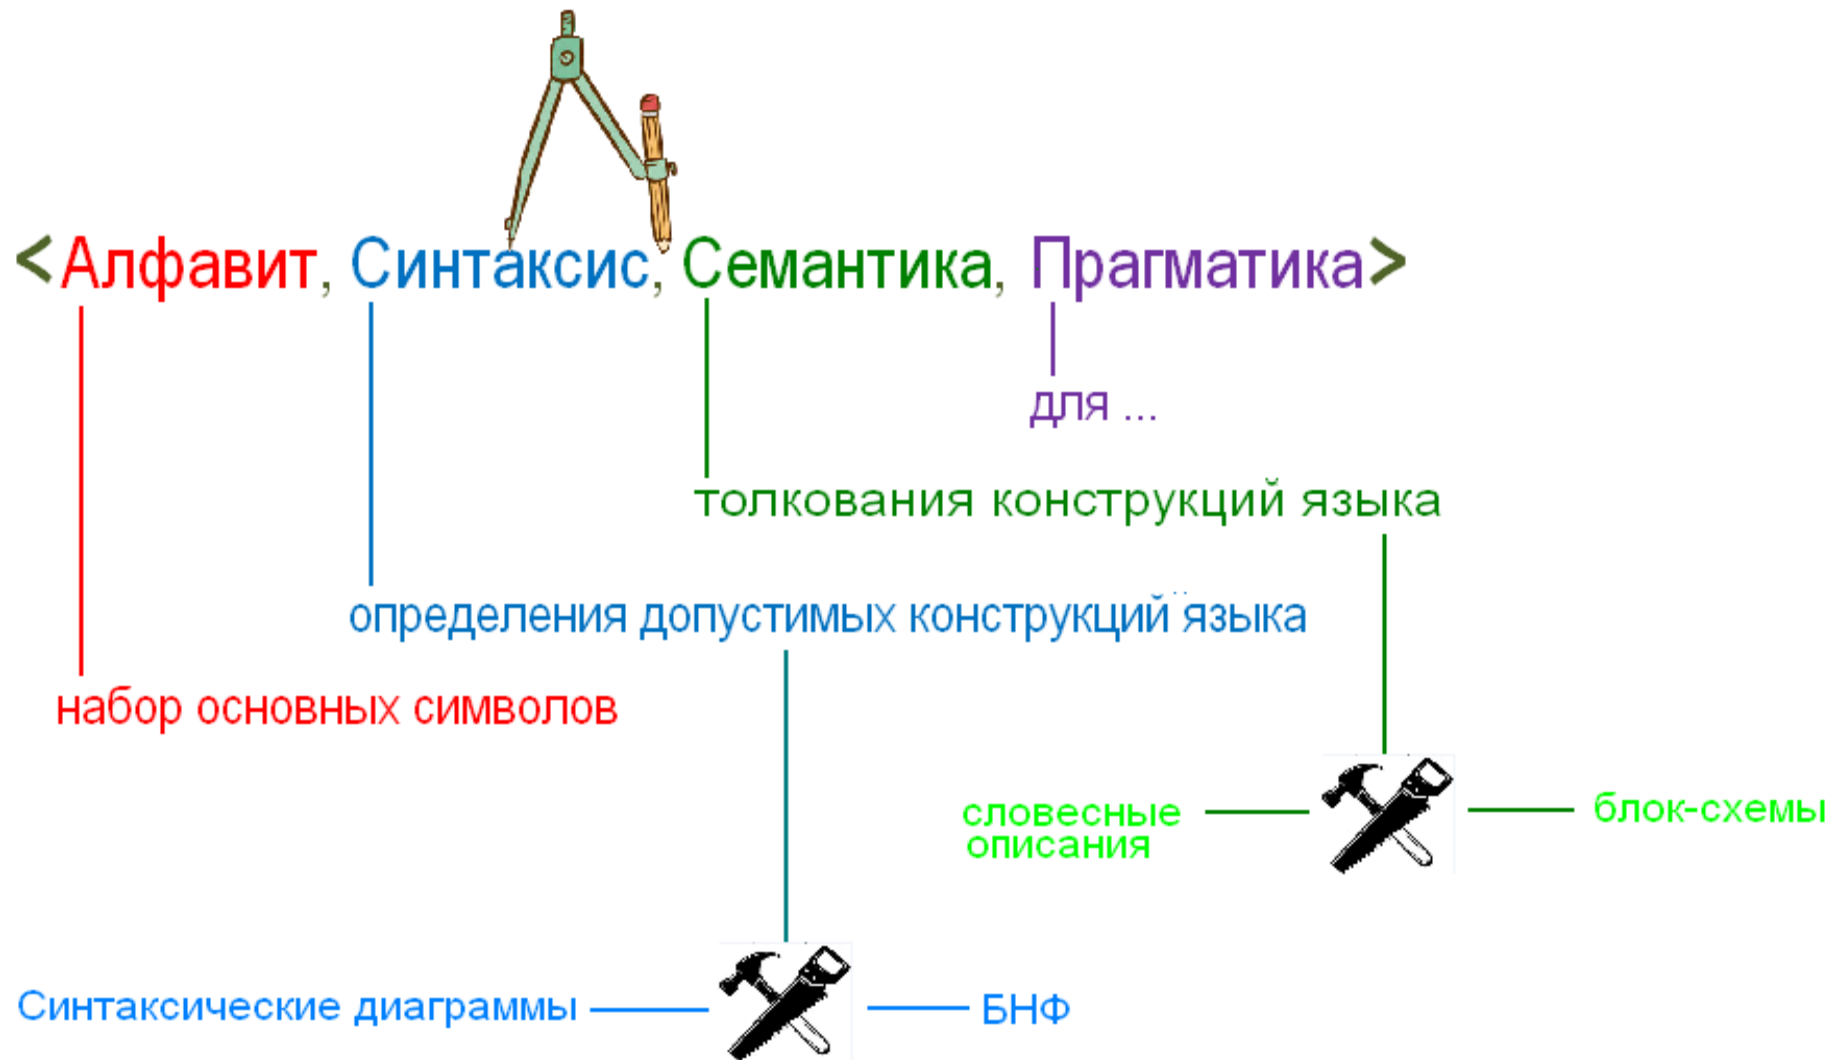 <Алфавит, Синтаксис, Семантика, Прагматика>
для ...
толкования конструкций языка
определения допустимых конструкций языка
набор основных символов
словесные
описания
блок-схемы
Синтаксические диаграммы
БНФ